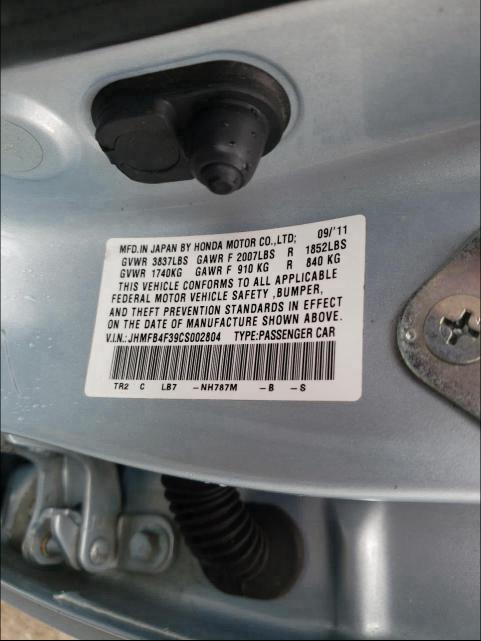 MFD.IN JAPAN BY HONDA MOTOR CO.,LTD; 09/'11
GVWR 3837LBS GAWR F 2007LBS R 1852LBS
GVWR 1740KG GAWR F 910 KG R 840 KG
THIS VEHICLE CONFORMS TO ALL APPLICABLE
FEDERAL MOTOR VEHICLE SAFETY ,BUMPER,
AND THEFT PREVENTION STANDARDS IN EFFECT
ON THE DATE OF MANUFACTURE SHOWN ABOVE.
V.I.N.:JHMFB4F39CS002804 TYPE:PASSENGER CAR
TR2 C LB7 -NH787M -B -S